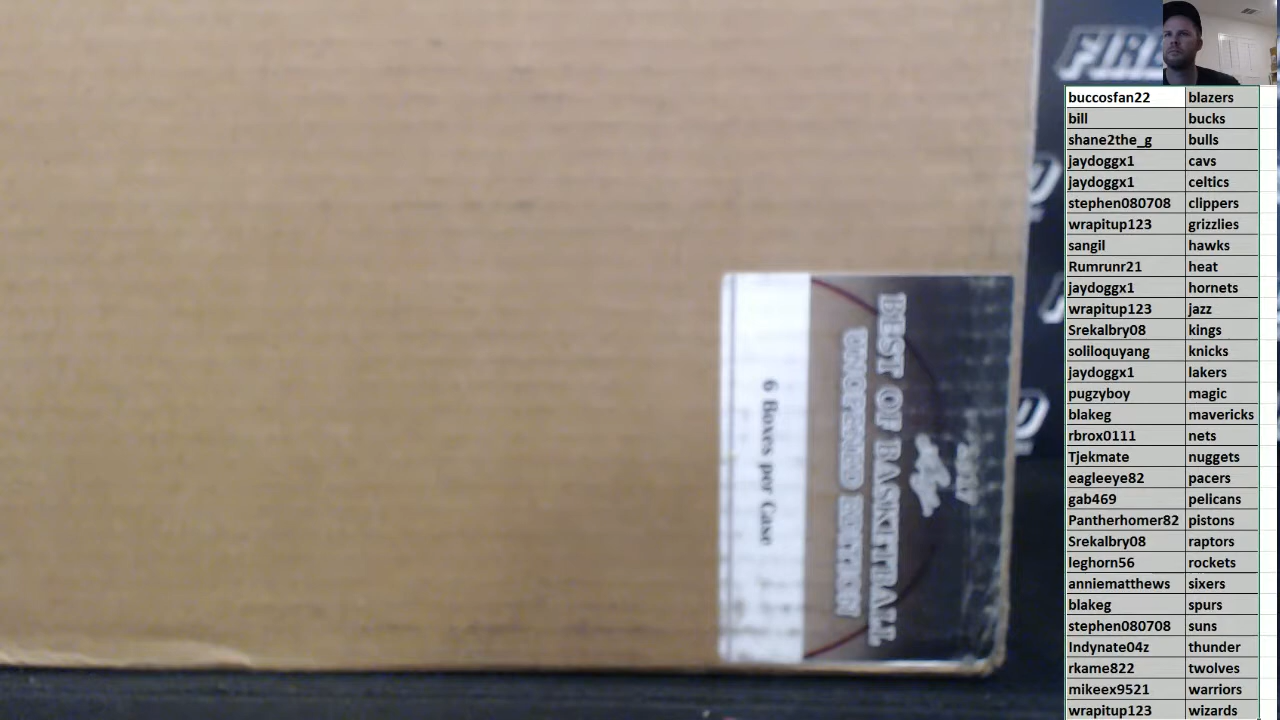 FIRE
buccosfan22 blazers
bill bucks
shane2the_g bulls
jaydoggx1 cavs
jaydoggx1 celtics
stephen080708 clippers
wrapitup123 grizzlies
sangil hawks
Rumrunr21 heat
jaydoggx1 hornets
wrapitup123 jazz
Srekalbry08 kings
soliloquyang knicks
jaydoggx1 lakers
pugzyboy magic
blakeg mavericks
rbrox0111 nets
Tjekmate nuggets
eagleeye82 pacers
gab469 pelicans
Pantherhomer82 pistons
Srekalbry08 raptors
leghorn56 rockets
anniematthews sixers
blakeg spurs
stephen080708 suns
Indynate04z thunder
rkame822 twolves
mikeex9521 warriors
wrapitup123 wizards
BEST OF BASKETBALL
EDITION
6 Boxes per Case